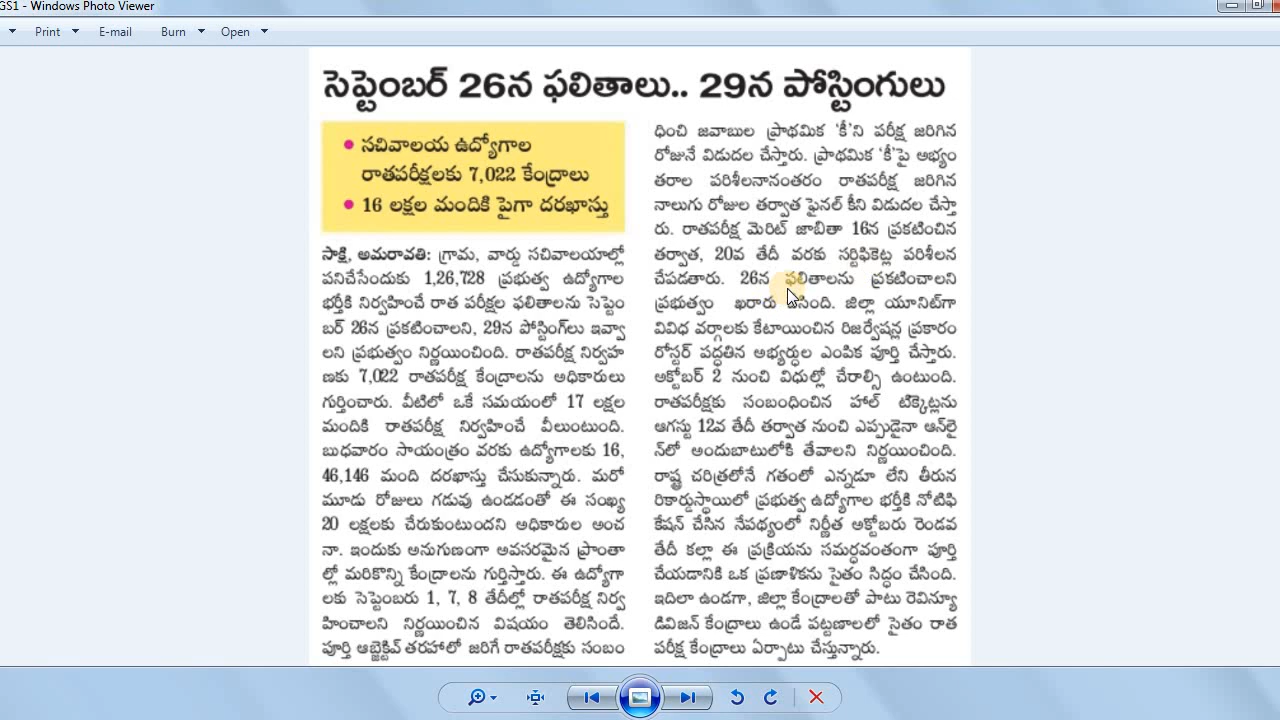 GS1 - Windows Photo Viewer
Print
E-mail
Burn
Open
సెప్టెంబర్ 26న ఫలితాలు.. 29న పోస్టింగులు
• సచివాలయ ఉద్యోగాల
రాతపరీక్షలకు 7,022 కేంద్రాలు
• 16 లక్షల మందికి పైగా దరఖాస్తు
సాక్షి, అమరావతి: గ్రామ, వార్డు సచివాలయాల్లో
పనిచేసేందుకు 1,26,728 ప్రభుత్వ ఉద్యోగాల
భర్తీకి నిర్వహించే రాత పరీక్షల ఫలితాలను సెప్టెం
బర్ 26న ప్రకటించాలని, 29న పోస్టింగ్‌లు ఇవ్వా
లని ప్రభుత్వం నిర్ణయించింది. రాతపరీక్ష నిర్వహ
ణకు 7,022 రాతపరీక్ష కేంద్రాలను అధికారులు
గుర్తించారు. వీటిలో ఒకే సమయంలో 17 లక్షల
మందికి రాతపరీక్ష నిర్వహించే వీలుంటుంది.
బుధవారం సాయంత్రం వరకు ఉద్యోగాలకు 16,
46,146 మంది దరఖాస్తు చేసుకున్నారు. మరో
మూడు రోజులు గడువు ఉండడంతో ఈ సంఖ్య
20 లక్షలకు చేరుకుంటుందని అధికారుల అంచ
నా. ఇందుకు అనుగుణంగా అవసరమైన ప్రాంతా
ల్లో మరికొన్ని కేంద్రాలను గుర్తిస్తారు. ఈ ఉద్యోగా
లకు సెప్టెంబరు 1, 7, 8 తేదీల్లో రాతపరీక్ష నిర్వ
హించాలని నిర్ణయించిన విషయం తెలిసిందే.
పూర్తి ఆబ్జెక్టివ్ తరహాలో జరిగే రాతపరీక్షకు సంబం
ధించి జవాబుల ప్రాథమిక ‘కీ’ని పరీక్ష జరిగిన
రోజునే విడుదల చేస్తారు. ప్రాథమిక ‘కీ’పై అభ్యం
తరాల పరిశీలనానంతరం రాతపరీక్ష జరిగిన
నాలుగు రోజుల తర్వాత ఫైనల్ కీని విడుదల చేస్తా
రు. రాతపరీక్ష మెరిట్ జాబితా 16న ప్రకటించిన
తర్వాత, 20వ తేదీ వరకు సర్టిఫికెట్ల పరిశీలన
చేపడతారు. 26న ఫలితాలను ప్రకటించాలని
ప్రభుత్వం ఖరారు చేసింది. జిల్లా యూనిట్‌గా
వివిధ వర్గాలకు కేటాయించిన రిజర్వేషన్ల ప్రకారం
రోస్టర్ పద్ధతిన అభ్యర్థుల ఎంపిక పూర్తి చేస్తారు.
అక్టోబర్ 2 నుంచి విధుల్లో చేరాల్సి ఉంటుంది.
రాతపరీక్షకు సంబంధించిన హాల్ టిక్కెట్లను
ఆగస్టు 12వ తేదీ తర్వాత నుంచి ఎప్పుడైనా ఆన్‌లై
న్‌లో అందుబాటులోకి తేవాలని నిర్ణయించింది.
రాష్ట్ర చరిత్రలోనే గతంలో ఎన్నడూ లేని తీరున
రికార్డుస్థాయిలో ప్రభుత్వ ఉద్యోగాల భర్తీకి నోటిఫి
కేషన్ చేసిన నేపథ్యంలో నిర్ణీత అక్టోబరు రెండవ
తేదీ కల్లా ఈ ప్రక్రియను సమర్థవంతంగా పూర్తి
చేయడానికి ఒక ప్రణాళికను సైతం సిద్ధం చేసింది.
ఇదిలా ఉండగా, జిల్లా కేంద్రాలతో పాటు రెవిన్యూ
డివిజన్ కేంద్రాలు ఉండే పట్టణాలలో సైతం రాత
పరీక్ష కేంద్రాలు ఏర్పాటు చేస్తున్నారు.